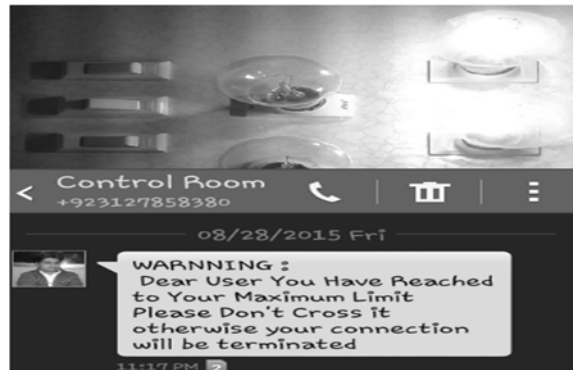 Control Room
+923127858380
08/28/2015 Fri
WARNNING :
Dear User You Have Reached
to Your Maximum Limit
Please Don't Cross it
otherwise your connection
will be terminated
11:17 PM 2